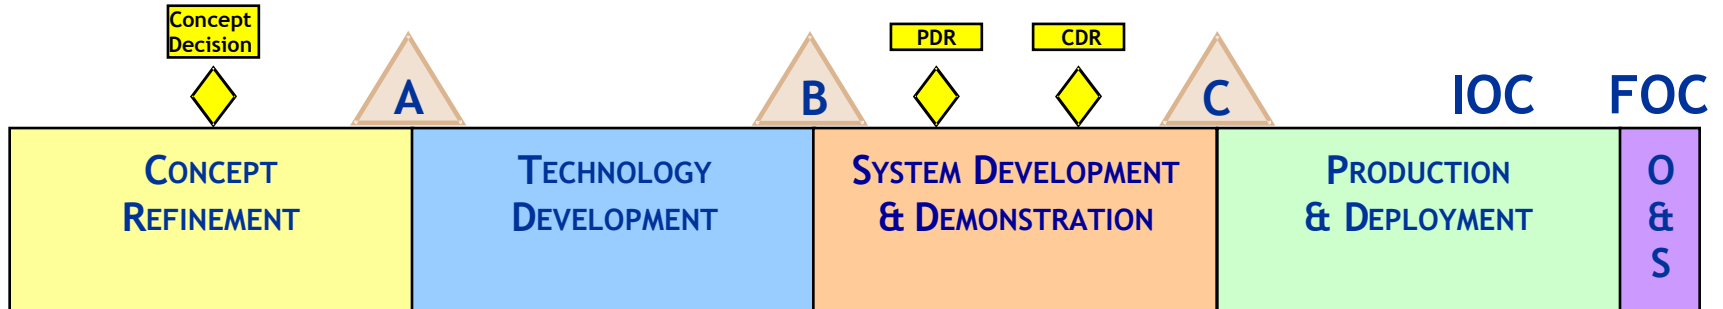 Concept
Decision
A
B
PDR
CDR
C
IOC
FOC
CONCEPT
REFINEMENT
TECHNOLOGY
DEVELOPMENT
SYSTEM DEVELOPMENT
& DEMONSTRATION
PRODUCTION
& DEPLOYMENT
O
&
S